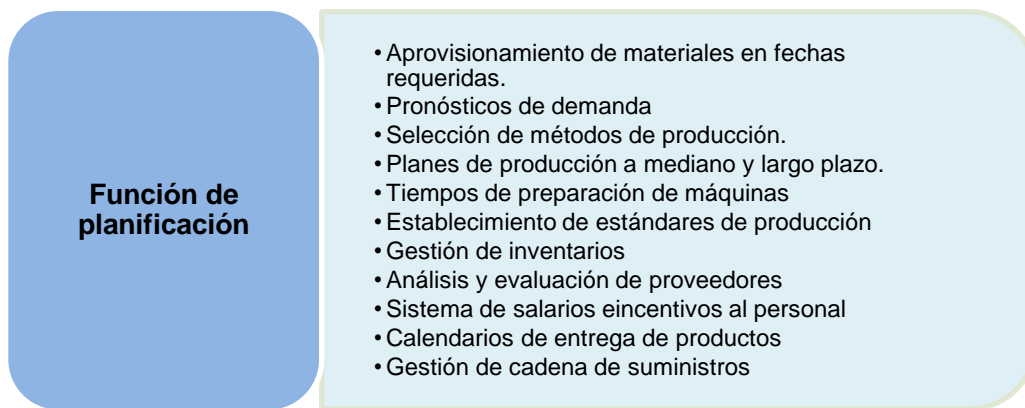 Función de
planificación
• Aprovisionamiento de materiales en fechas
requeridas.
• Pronósticos de demanda
• Selección de métodos de producción.
• Planes de producción a mediano y largo plazo.
• Tiempos de preparación de máquinas
• Establecimiento de estándares de producción
• Gestión de inventarios
• Análisis y evaluación de proveedores
• Sistema de salarios eincentivos al personal
• Calendarios de entrega de productos
• Gestión de cadena de suministros